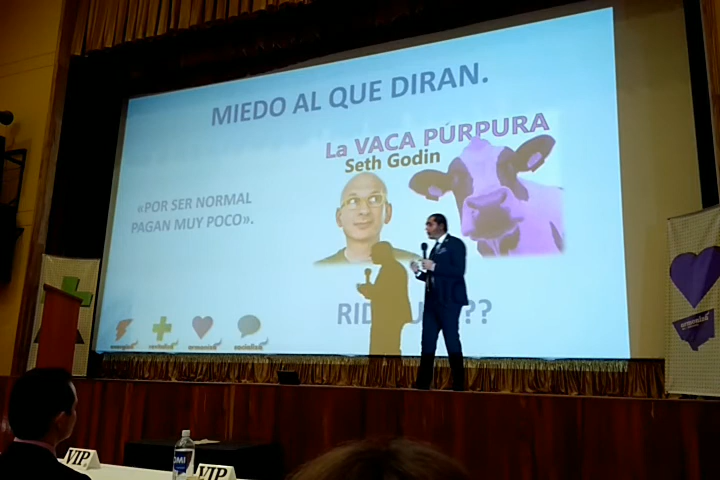 MIEDO AL QUE DIRAN.
La VACA PÚRPURA
Seth Godin
«POR SER NORMAL
PAGAN MUY POCO».
??
VIP
VIP